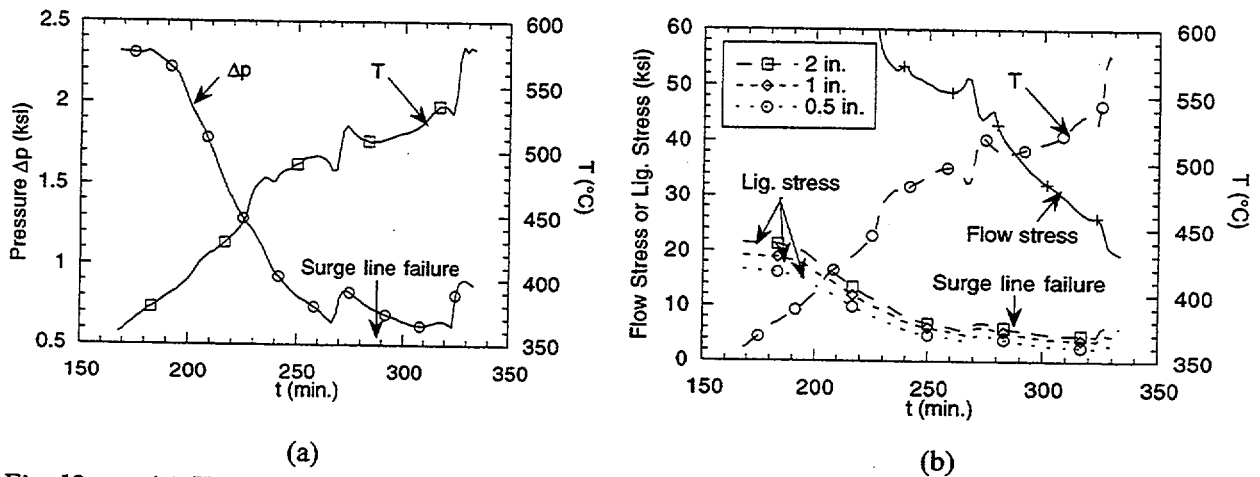 2.5
2
1.5
1
0.5
Pressure Δp (ksi)
600
550
500
450
400
350
T (°C)
150
200
250
300
350
t (min.)
Δp
T
Surge line failure
(a)
60
50
40
30
20
10
0
Flow Stress or Lig. Stress (ksi)
2 in.
1 in.
0.5 in.
T
Lig. stress
Flow stress
Surge line failure
600
550
500
450
400
350
T (°C)
150
200
250
300
350
t (min.)
(b)